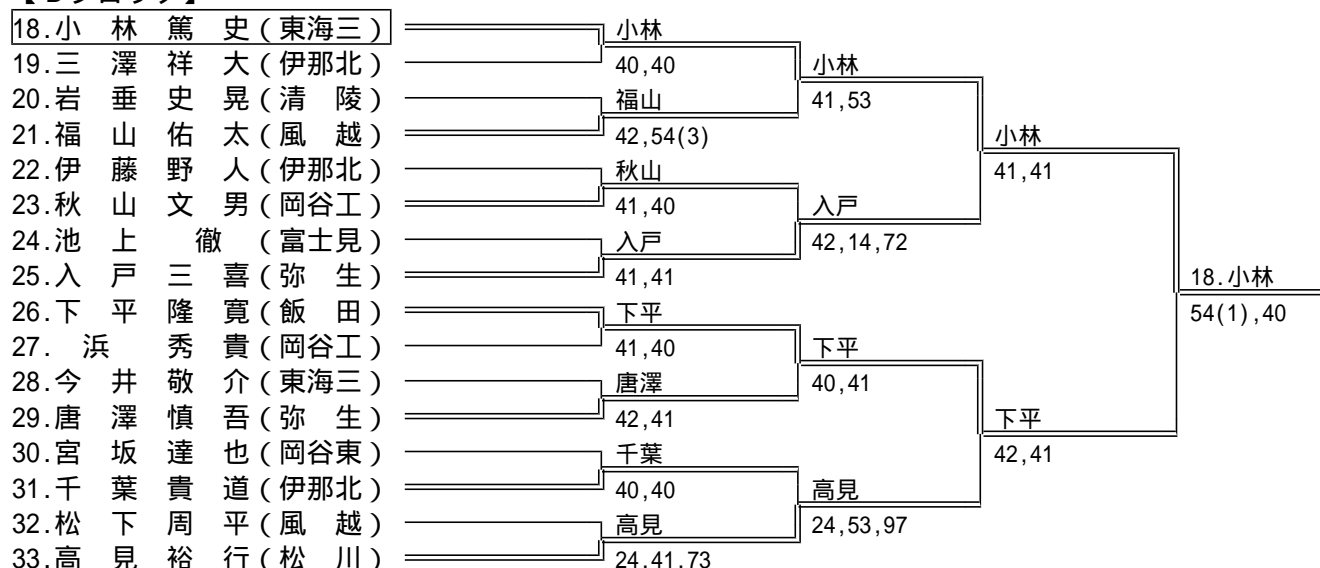 18.小 林 篤 史(東海三)
19.三 澤 祥 大(伊那北)
20.岩 垂 史 晃(清 陵)
21.福 山 佑 太(風 越)
22.伊 藤 野 人(伊那北)
23.秋 山 文 男(岡谷工)
24.池 上 徹 (富士見)
25.入 戸 三 喜(弥 生)
26.下 平 隆 寛(飯 田)
27. 浜 秀 貴(岡谷工)
28.今 井 敬 介(東海三)
29.唐 澤 慎 吾(弥 生)
30.宮 坂 達 也(岡谷東)
31.千 葉 貴 道(伊那北)
32.松 下 周 平(風 越)
33.高 見 裕 行(松 川)
小林
40,40
福山
42,54(3)
秋山
41,40
入戸
41,41
下平
41,40
唐澤
42,41
千葉
40,40
高見
24,41,73
小林
41,53
入戸
42,14,72
下平
40,41
高見
24,53,97
小林
41,41
下平
42,41
18.小林
54(1),40